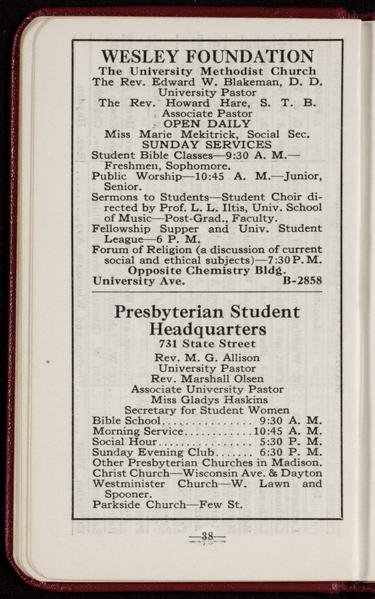 WESLEY FOUNDATION
The University Methodist Church
The Rev. Edward W. Blakeman, D. D.
University Pastor
The Rev. Howard Hare, S. T. B.
Associate Pastor
OPEN DAILY
Miss Marie Mekitrick, Social Sec.
SUNDAY SERVICES
Student Bible Classes—9:30 A. M.—
Freshmen, Sophomore.
Public Worship—10:45 A. M.—Junior,
Senior.
Sermons to Students—Student Choir di-
rected by Prof. L. L. Iltis, Univ. School
of Music—Post-Grad., Faculty.
Fellowship Supper and Univ. Student
League—6 P. M.
Forum of Religion (a discussion of current
social and ethical subjects)—7:30 P. M.
Opposite Chemistry Bldg.
University Ave. B-2858
Presbyterian Student
Headquarters
731 State Street
Rev. M. G. Allison
University Pastor
Rev. Marshall Olsen
Associate University Pastor
Miss Gladys Haskins
Secretary for Student Women
Bible School................ 9:30 A. M.
Morning Service........... 10:45 A. M.
Social Hour................ 5:30 P. M.
Sunday Evening Club....... 6:30 P. M.
Other Presbyterian Churches in Madison.
Christ Church—Wisconsin Ave. & Dayton
Westminister Church—W. Lawn and
Spooner.
Parkside Church—Few St.
—38—